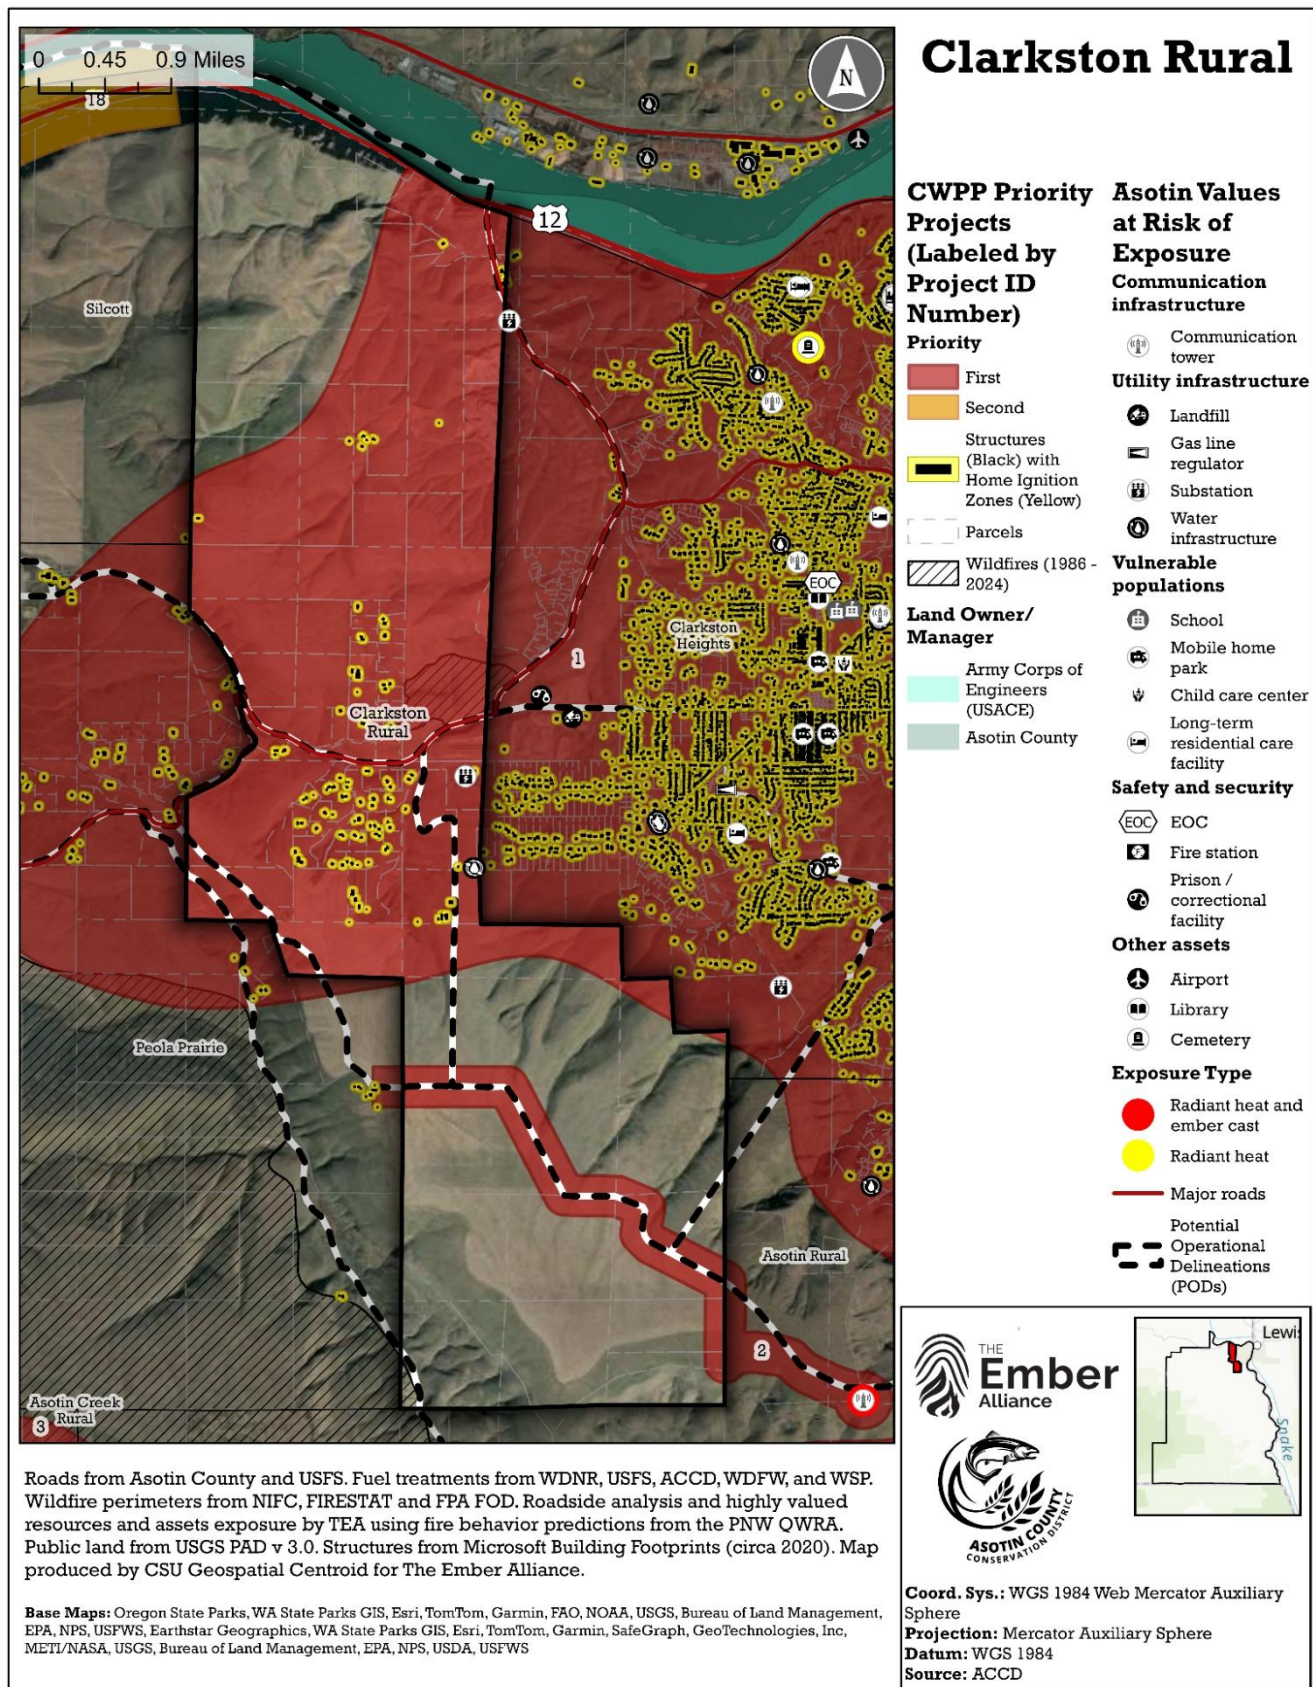 0 0.45 0.9 Miles
18
N
12
Silcott
Clarkston
Rural
1
Clarkston
Heights
EOC
Peola Prairie
Asotin Rural
2
Asotin Creek
Rural
3
Clarkston Rural
CWPP Priority
Projects
(Labeled by
Project ID
Number)
Priority
First
Second
Structures
(Black) with
Home Ignition
Zones (Yellow)
Parcels
Wildfires (1986 -
2024)
Land Owner/
Manager
Army Corps of
Engineers
(USACE)
Asotin County
Asotin Values
at Risk of
Exposure
Communication
infrastructure
Communication
tower
Utility infrastructure
Landfill
Gas line
regulator
Substation
Water
infrastructure
Vulnerable
populations
School
Mobile home
park
Child care center
Long-term
residential care
facility
Safety and security
EOC EOC
Fire station
Prison /
correctional
facility
Other assets
Airport
Library
Cemetery
Exposure Type
Radiant heat and
ember cast
Radiant heat
Major roads
Potential
Operational
Delineations
(PODs)
Roads from Asotin County and USFS. Fuel treatments from WDNR, USFS, ACCD, WDFW, and WSP.
Wildfire perimeters from NIFC, FIRESTAT and FPA FOD. Roadside analysis and highly valued
resources and assets exposure by TEA using fire behavior predictions from the PNW QWRA.
Public land from USGS PAD v 3.0. Structures from Microsoft Building Footprints (circa 2020). Map
produced by CSU Geospatial Centroid for The Ember Alliance.
Base Maps: Oregon State Parks, WA State Parks GIS, Esri, TomTom, Garmin, FAO, NOAA, USGS, Bureau of Land Management,
EPA, NPS, USFWS, Earthstar Geographics, WA State Parks GIS, Esri, TomTom, Garmin, SafeGraph, GeoTechnologies, Inc,
METI/NASA, USGS, Bureau of Land Management, EPA, NPS, USDA, USFWS
THE
Ember
Alliance
ASOTIN COUNTY
CONSERVATION DISTRICT
Lewis
Snake
Coord. Sys.: WGS 1984 Web Mercator Auxiliary
Sphere
Projection: Mercator Auxiliary Sphere
Datum: WGS 1984
Source: ACCD